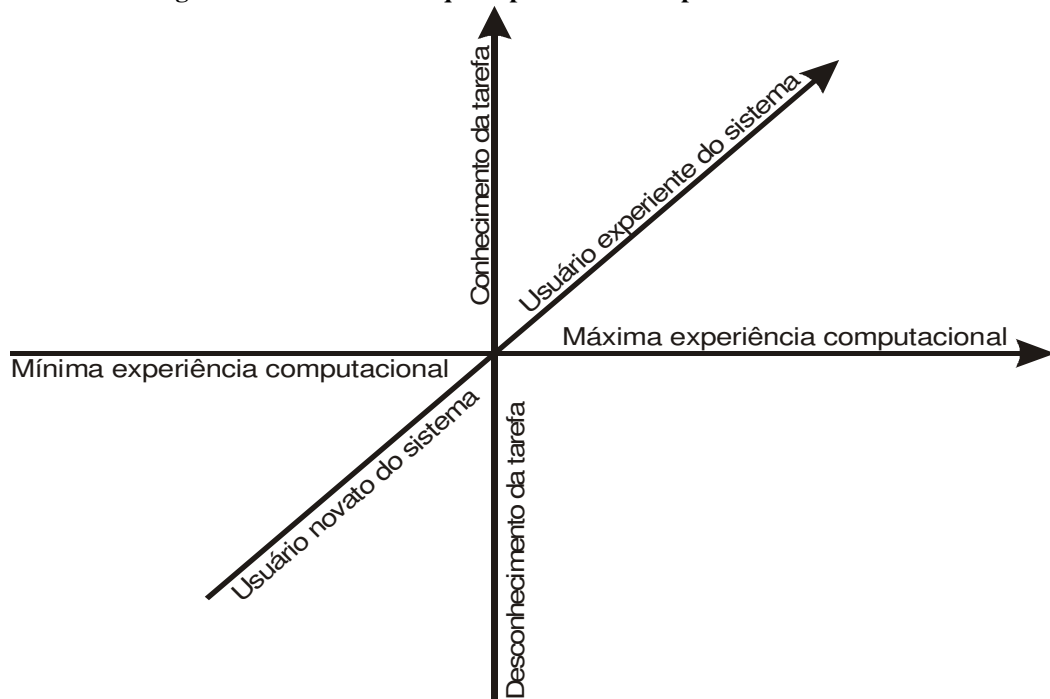 Conhecimento da tarefa
Usuário experiente do sistema
Máxima experiência computacional
Mínima experiência computacional
Usuário novato do sistema
Desconhecimento da tarefa